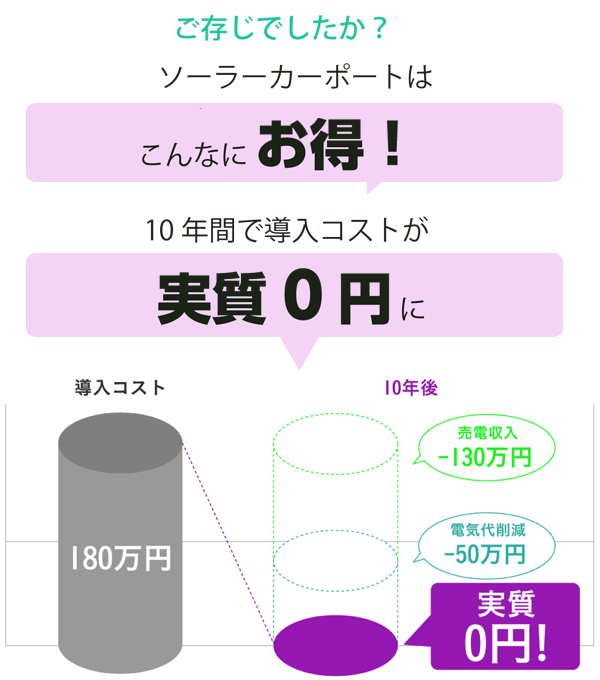 ご存じでしたか？
ソーラーカーポートは
こんなにお得！
10年間で導入コストが
実質0円に
導入コスト
10年後
売電収入
-130万円
180万円
電気代削減
-50万円
実質
0円!